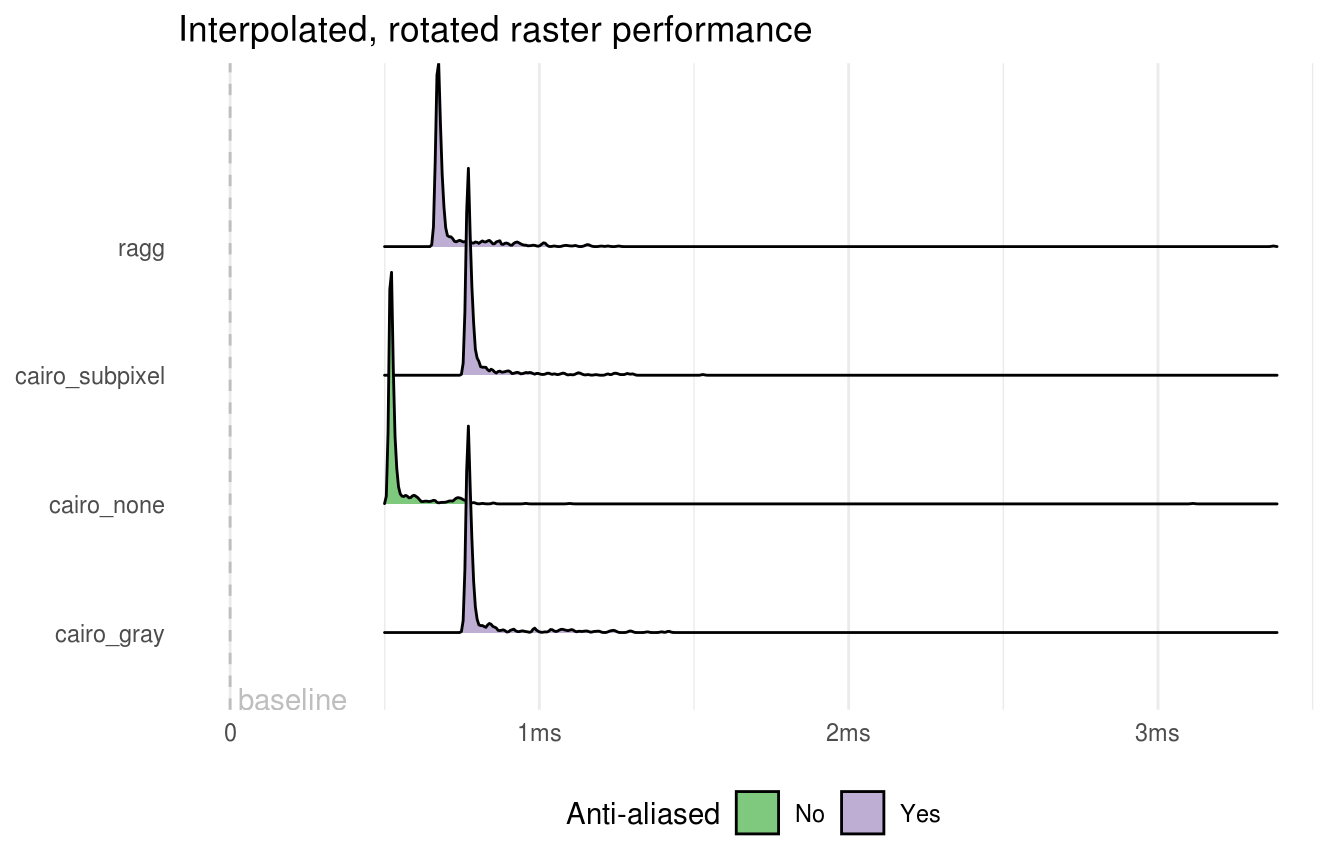 Interpolated, rotated raster performance
ragg
cairo_subpixel
cairo_none
cairo_gray
baseline
0 1ms 2ms 3ms
Anti-aliased No Yes